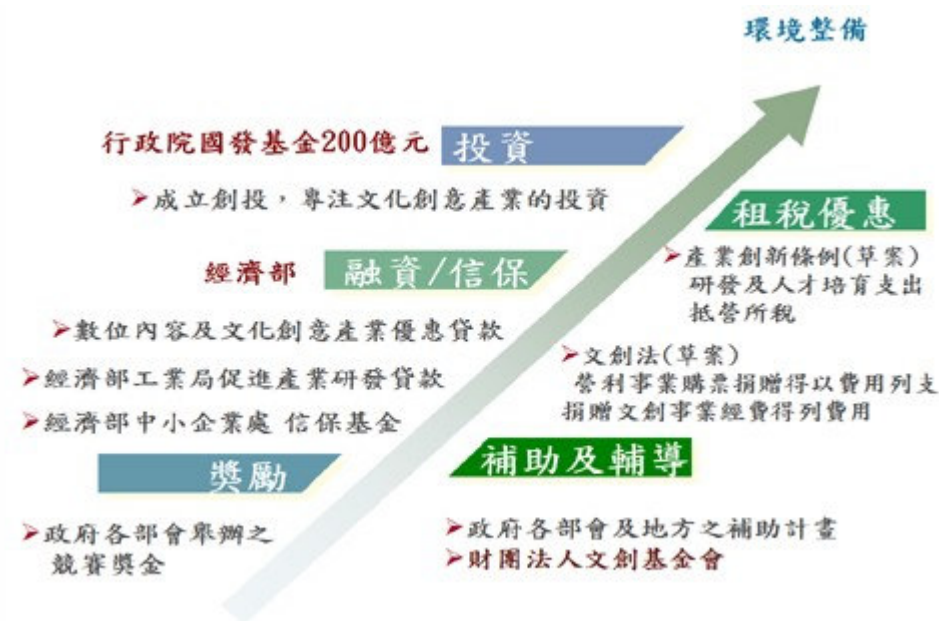 環境整備
行政院國發基金200億元 投資
➢成立創投，專注文化創意產業的投資
經濟部 融資/信保
➢數位內容及文化創意產業優惠貸款
➢經濟部工業局促進產業研發貸款
➢經濟部中小企業處 信保基金
獎勵
➢政府各部會舉辦之
競賽獎金
租稅優惠
➢產業創新條例(草案)
研發及人才培育支出
抵營所稅
➢文創法(草案)
營利事業購票捐贈得以費用列支
捐贈文創事業經費得列費用
補助及輔導
➢政府各部會及地方之補助計畫
➢財團法人文創基金會